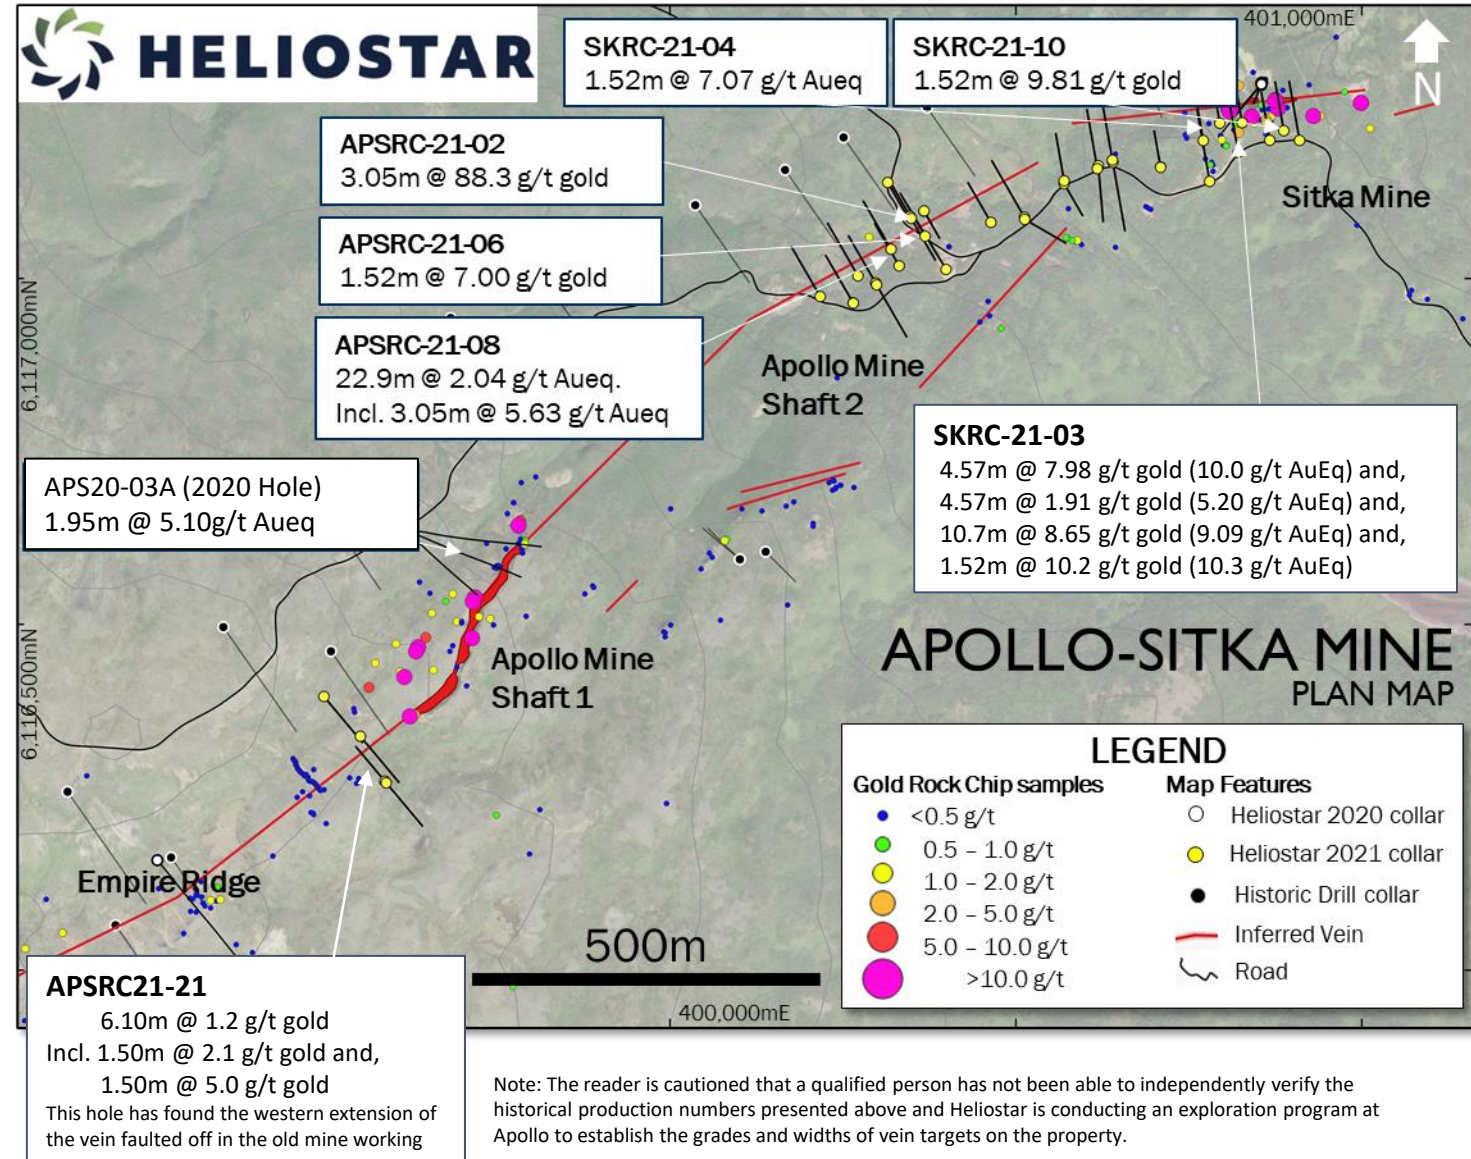 HELIOSTAR
401,000mE
N
SKRC-21-04
1.52m @ 7.07 g/t Aueq
SKRC-21-10
1.52m @ 9.81 g/t gold
APSRC-21-02
3.05m @ 88.3 g/t gold
APSRC-21-06
1.52m @ 7.00 g/t gold
APSRC-21-08
22.9m @ 2.04 g/t Aueq.
Incl. 3.05m @ 5.63 g/t Aueq
Sitka Mine
6,117,000mN
Apollo Mine
Shaft 2
SKRC-21-03
4.57m @ 7.98 g/t gold (10.0 g/t AuEq) and,
4.57m @ 1.91 g/t gold (5.20 g/t AuEq) and,
10.7m @ 8.65 g/t gold (9.09 g/t AuEq) and,
1.52m @ 10.2 g/t gold (10.3 g/t AuEq)
APS20-03A (2020 Hole)
1.95m @ 5.10g/t Aueq
Apollo Mine
Shaft 1
6,116,500mN
APOLLO-SITKA MINE
PLAN MAP
LEGEND
Gold Rock Chip samples
<0.5 g/t
0.5 – 1.0 g/t
1.0 – 2.0 g/t
2.0 – 5.0 g/t
5.0 – 10.0 g/t
>10.0 g/t
Map Features
Heliostar 2020 collar
Heliostar 2021 collar
Historic Drill collar
Inferred Vein
Road
Empire Ridge
500m
400,000mE
APSRC21-21
6.10m @ 1.2 g/t gold
Incl. 1.50m @ 2.1 g/t gold and,
1.50m @ 5.0 g/t gold
This hole has found the western extension of
the vein faulted off in the old mine working
Note: The reader is cautioned that a qualified person has not been able to independently verify the
historical production numbers presented above and Heliostar is conducting an exploration program at
Apollo to establish the grades and widths of vein targets on the property.